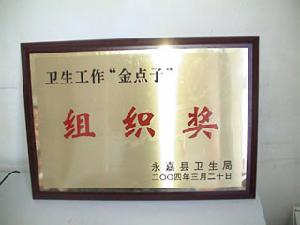 卫生工作“金点子”
组织奖
永嘉县卫生局
二〇〇四年三月二十日